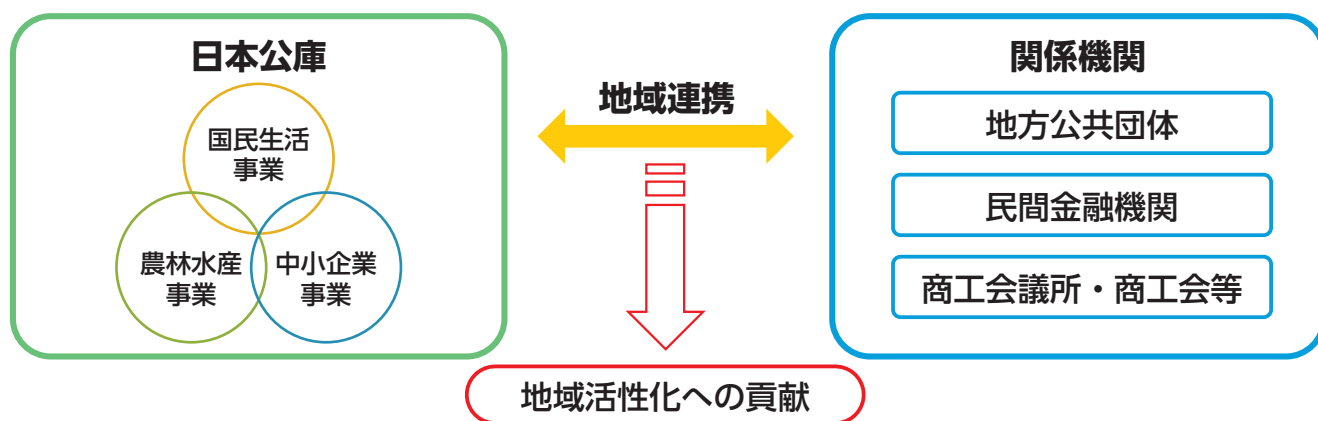 日本公庫
国民生活
事業
農林水産
事業
中小企業
事業
地域連携
関係機関
地方公共団体
民間金融機関
商工会議所・商工会等
地域活性化への貢献